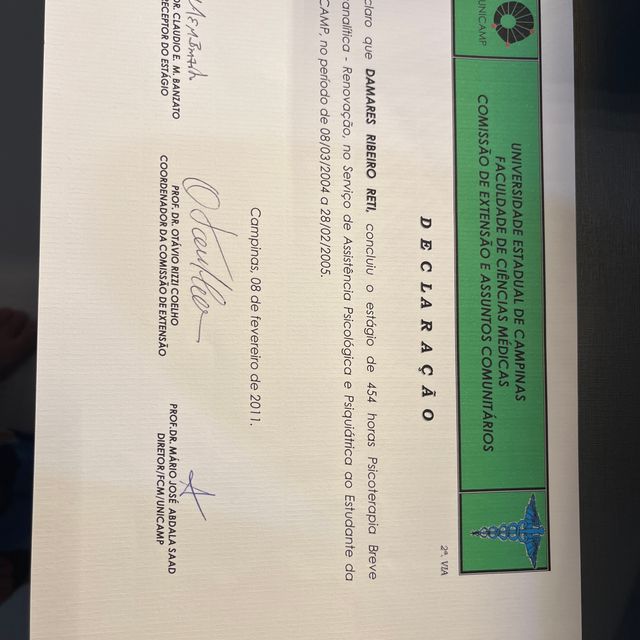 UNICAMP
UNIVERSIDADE ESTADUAL DE CAMPINAS
FACULDADE DE CIÊNCIAS MÉDICAS
COMISSÃO DE EXTENSÃO E ASSUNTOS COMUNITÁRIOS
2ª VIA
DECLARAÇÃO
claro que DAMARES RIBEIRO RETI, concluiu o estágio de 454 horas Psicoterapia Breve
analítica - Renovação, no Serviço de Assistência Psicológica e Psiquiátrica ao Estudante da
CAMP, no período de 08/03/2004 a 28/02/2005.
Campinas, 08 de fevereiro de 2011.
DR. CLAUDIO E. M. BANZATO
RECEPTOR DO ESTÁGIO
PROF. DR. OTÁVIO RIZZI COELHO
COORDENADOR DA COMISSÃO DE EXTENSÃO
PROF.DR. MÁRIO JOSÉ ABDALA SAAD
DIRETOR/FCM/UNICAMP